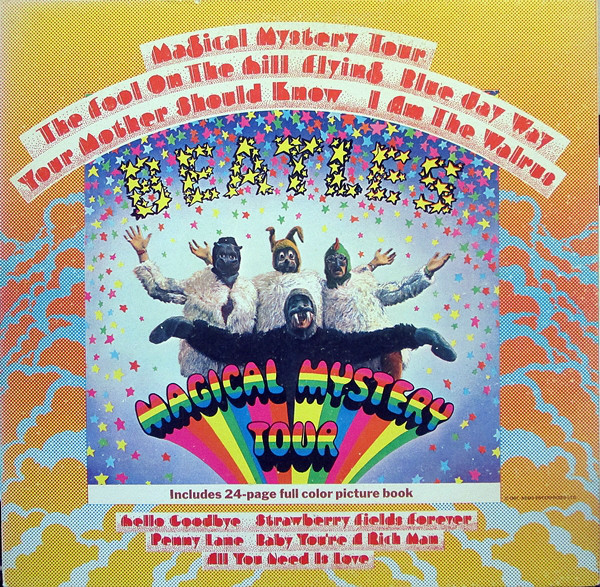 Magical Mystery Tour
The Fool On The Hill Flying Blue Jay Way
Your Mother Should Know I Am The Walrus
BEATLES
MAGICAL MYSTERY
TOUR
Includes 24-page full color picture book
Hello Goodbye Strawberry Fields Forever
Penny Lane Baby You're A Rich Man
All You Need Is Love